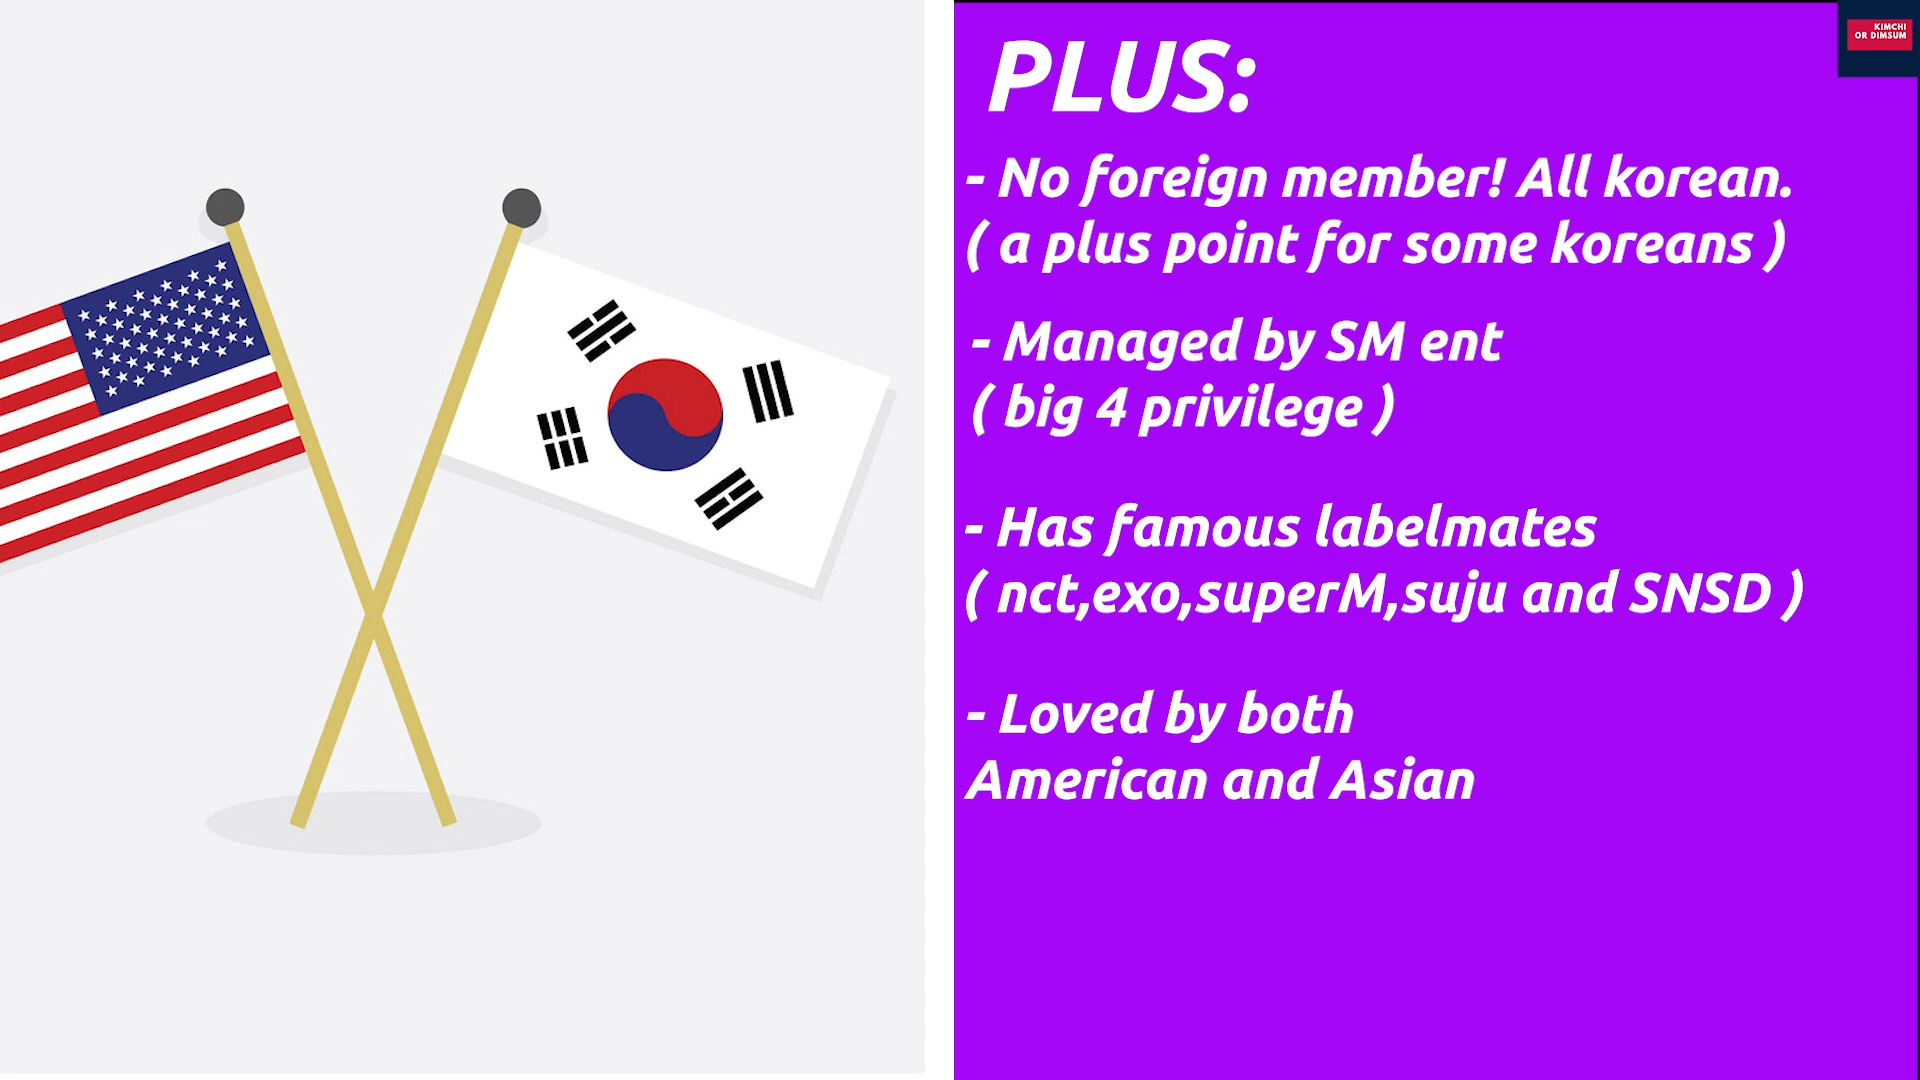 KIMCHI
OR DIMSUM
PLUS:
- No foreign member! All korean.
( a plus point for some koreans )
- Managed by SM ent
( big 4 privilege )
- Has famous labelmates
( nct,exo,superM,suju and SNSD )
- Loved by both
American and Asian